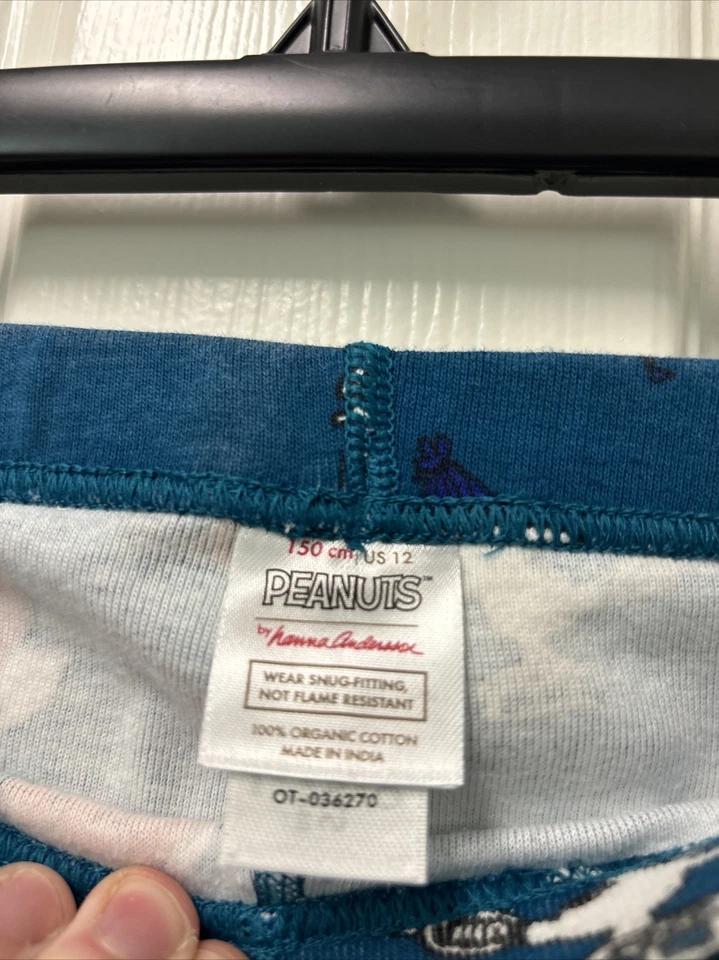 150 cm | US 12
PEANUTS™
by hanna Andersson
WEAR SNUG-FITTING,
NOT FLAME RESISTANT
100% ORGANIC COTTON
MADE IN INDIA
OT-036270